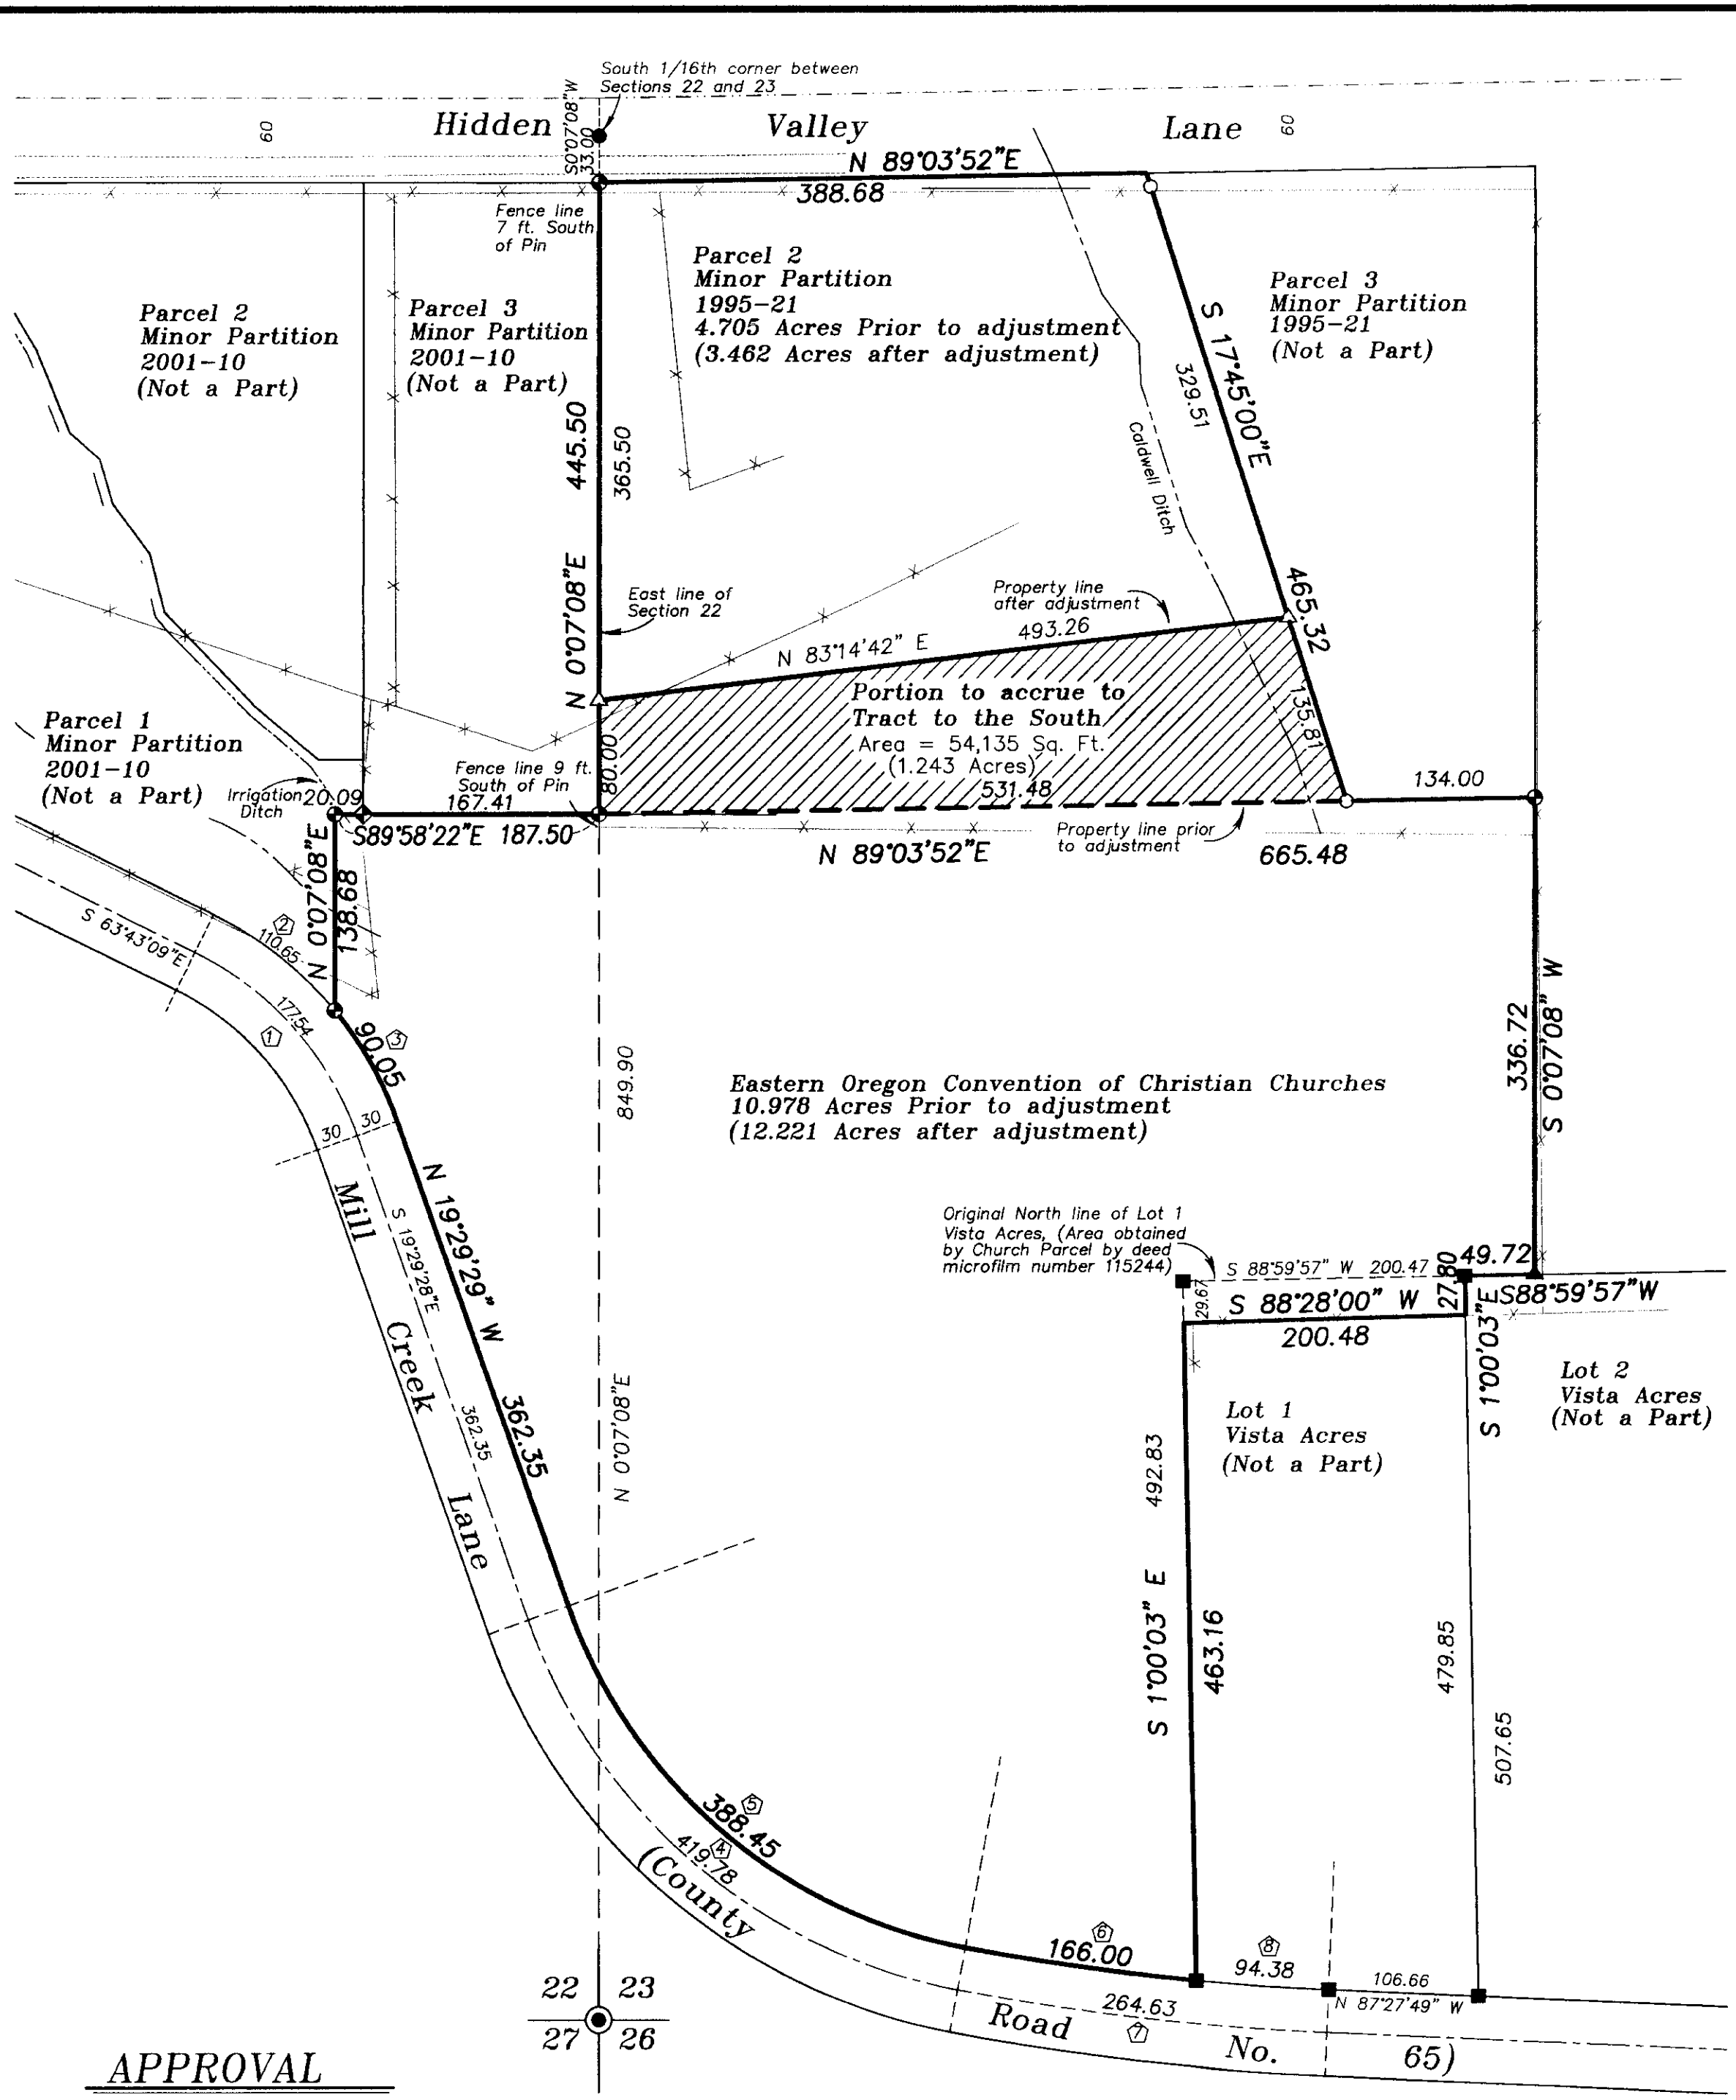 South 1/16th corner between
Sections 22 and 23
S0°07'08"W
33.00
60
Hidden Valley Lane
60
N 89°03'52"E
388.68
Fence line
7 ft. South
of Pin
Parcel 2
Minor Partition
2001-10
(Not a Part)
Parcel 3
Minor Partition
2001-10
(Not a Part)
Parcel 2
Minor Partition
1995-21
4.705 Acres Prior to adjustment
(3.462 Acres after adjustment)
Parcel 3
Minor Partition
1995-21
(Not a Part)
S 17°45'00"E
329.51
465.32
135.81
Caldwell Ditch
N 0°07'08"E 445.50
365.50
East line of
Section 22
Property line
after adjustment
N 83°14'42" E 493.26
Portion to accrue to
Tract to the South
Area = 54,135 Sq. Ft.
(1.243 Acres)
531.48
80.00
Parcel 1
Minor Partition
2001-10
(Not a Part)
Irrigation
Ditch
20.09
Fence line 9 ft.
South of Pin
167.41
S89°58'22"E 187.50
134.00
N 89°03'52"E
665.48
Property line prior
to adjustment
N 0°07'08"E
138.68
S 63°43'09"E
2
110.65
177.54
1
90.05
3
30 30
849.90
N 0°07'08"E
336.72
S 0°07'08" W
Eastern Oregon Convention of Christian Churches
10.978 Acres Prior to adjustment
(12.221 Acres after adjustment)
N 19°29'29" W 362.35
S 19°29'28"E
362.35
Mill Creek Lane
Original North line of Lot 1
Vista Acres, (Area obtained
by Church Parcel by deed
microfilm number 115244)
S 88°59'57" W 200.47
49.72
27.80
29.67
S88°59'57"W
S 88°28'00" W
200.48
S 1°00'03"E
Lot 1
Vista Acres
(Not a Part)
Lot 2
Vista Acres
(Not a Part)
492.83
S 1°00'03" E
463.16
479.85
507.65
5
388.45
4
419.78
(County Road No. 65)
6
166.00
8
94.38
106.66
N 87°27'49" W
264.63
7
22 23
27 26
APPROVAL